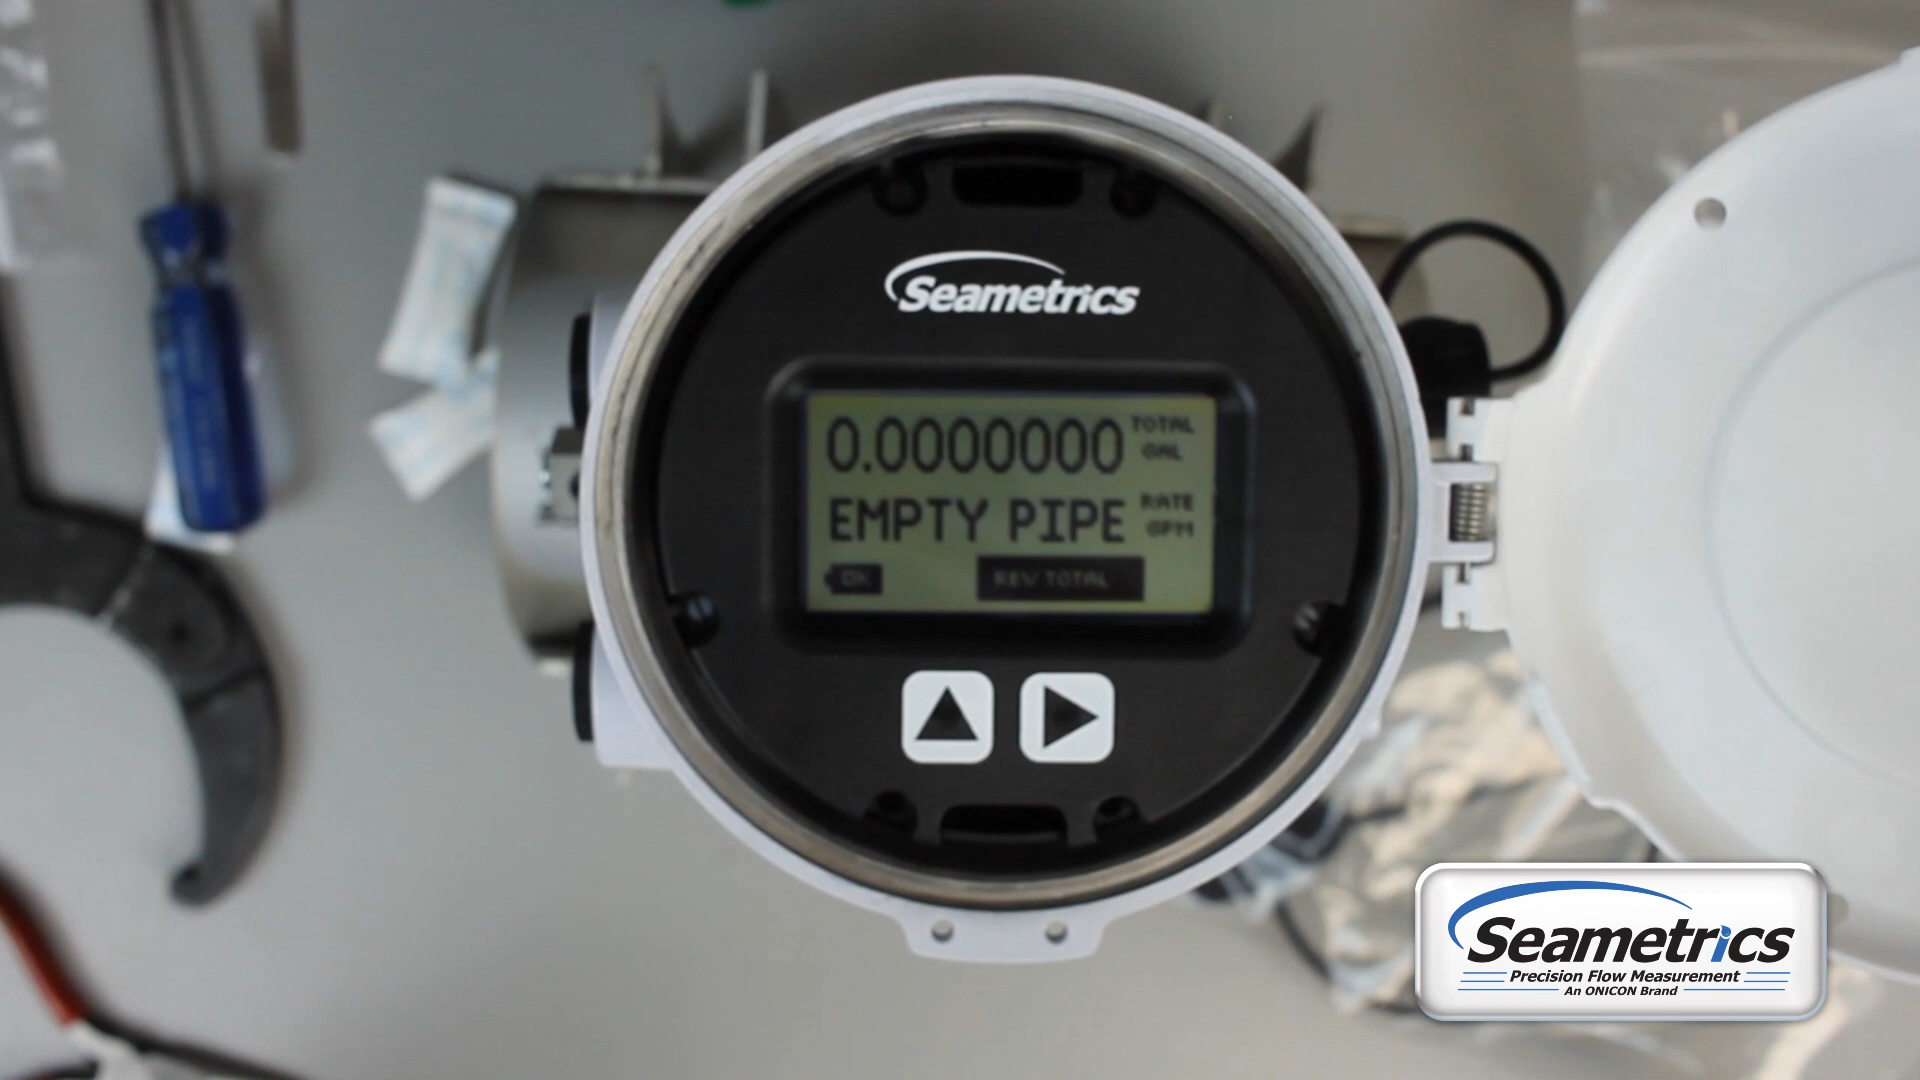 Seametrics
0.0000000 TOTAL GAL
EMPTY PIPE RATE GPM
OK REV TOTAL
Seametrics
Precision Flow Measurement
An ONICON Brand